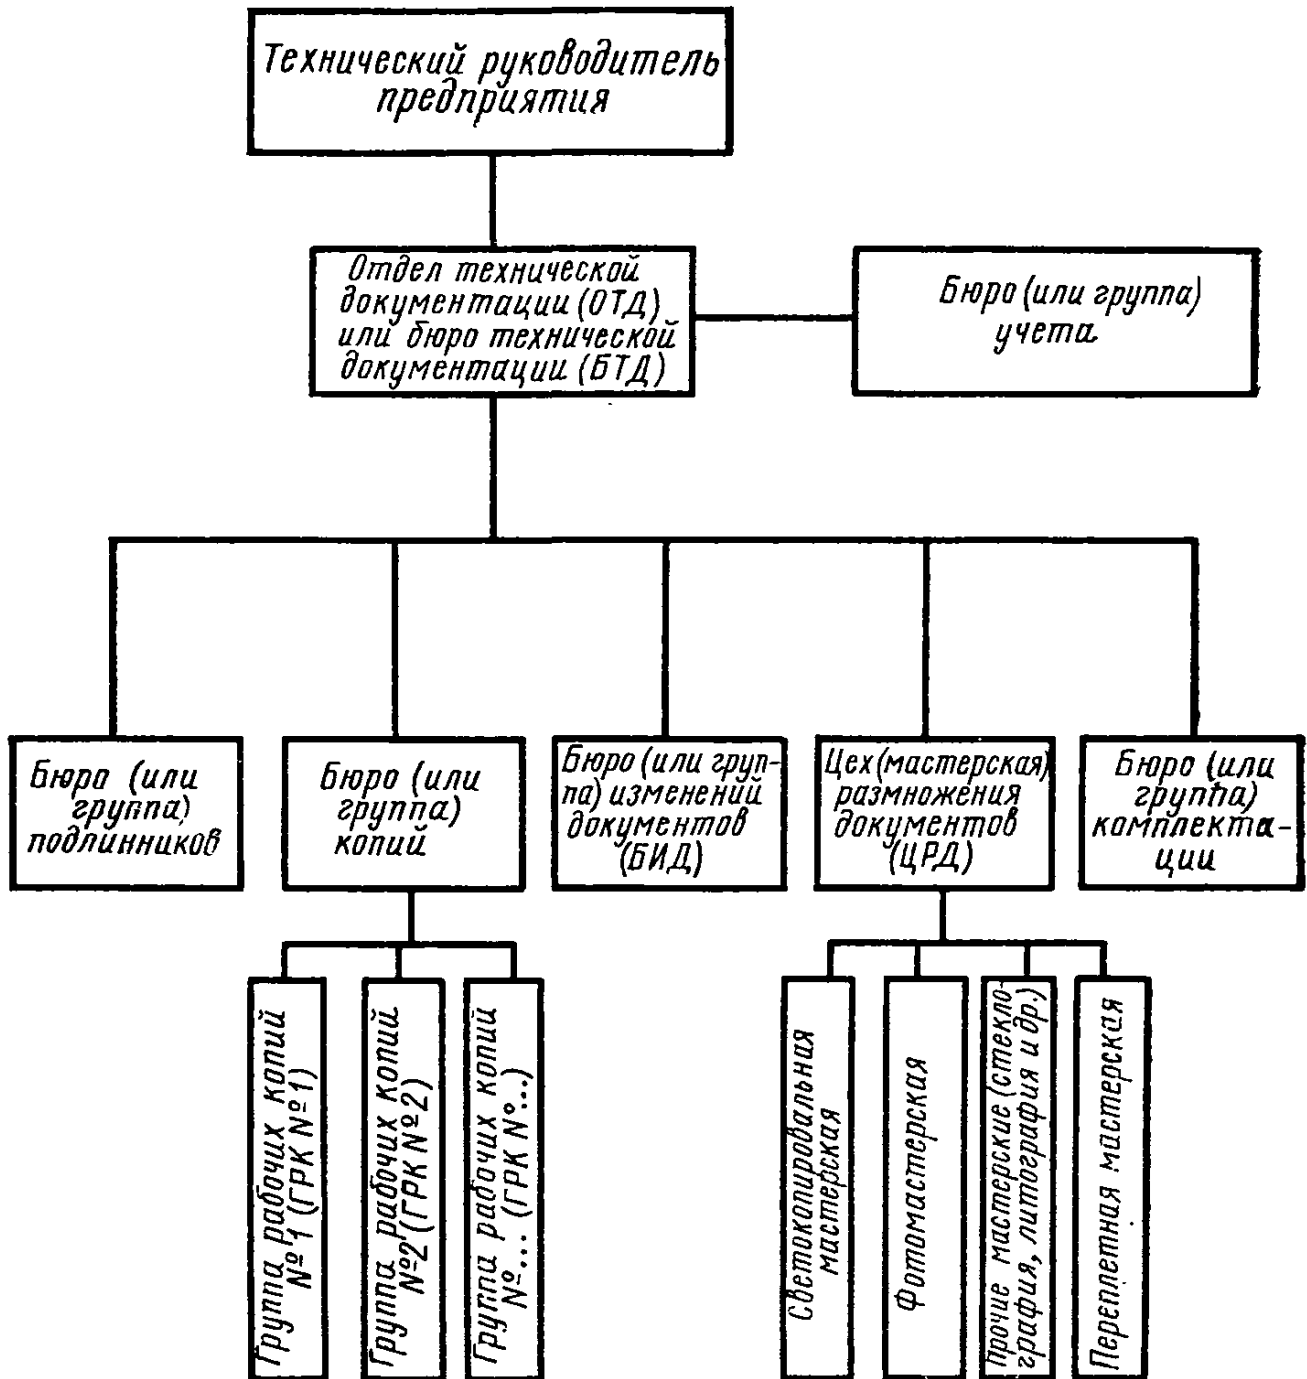 Технический руководитель
предприятия
Отдел технической
документации (ОТД)
или бюро технической
документации (БТД)
Бюро (или группа)
учета
Бюро (или
группа)
подлинников
Бюро (или
группа)
копий
Бюро (или груп-
па) изменений
документов
(БИД)
Цех (мастерская)
размножения
документов
(ЦРД)
Бюро (или
группа)
комплекта-
ции
Группа рабочих копий
№1 (ГРК №1)
Группа рабочих копий
№2 (ГРК №2)
Группа рабочих копий
№... (ГРК №...)
Светокопировальная
мастерская
Фотомастерская
Прочие мастерские (стекло-
графия, литография и др.)
Переплетная мастерская